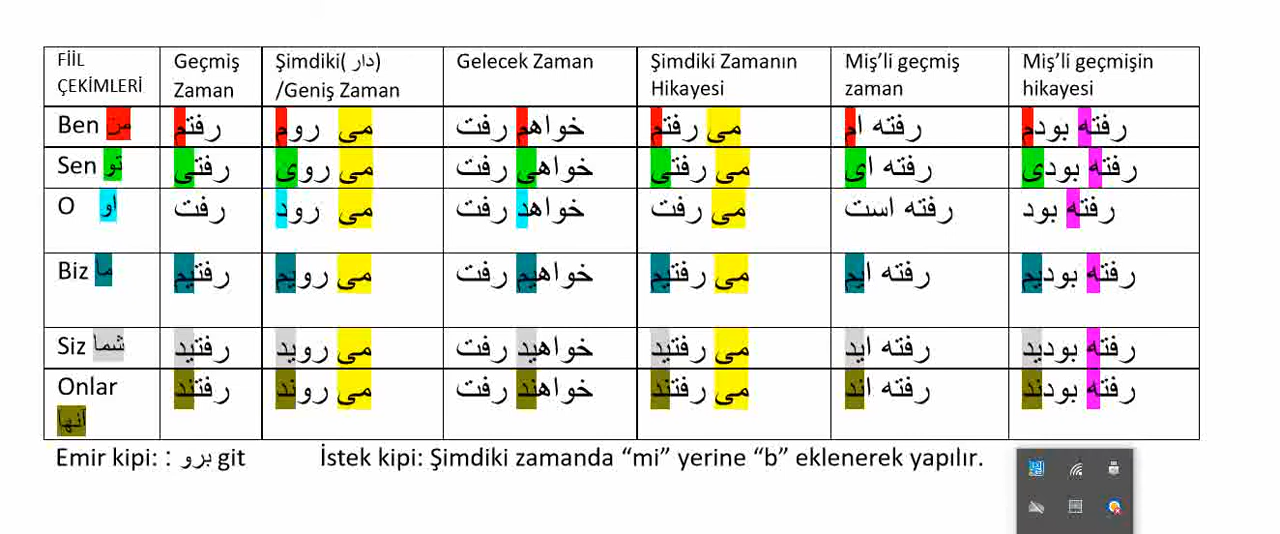 FİİL ÇEKİMLERİ Geçmiş Zaman Şimdiki( دار) /Geniş Zaman Gelecek Zaman Şimdiki Zamanın Hikayesi Miş’li geçmiş zaman Miş’li geçmişin hikayesi
Ben من رفتم می روم خواهم رفت می رفتم رفته ام رفته بودم
Sen تو رفتی می روی خواهی رفت می رفتی رفته ای رفته بودی
O او رفت می رود خواهد رفت می رفت رفته است رفته بود
Biz ما رفتیم می رویم خواهیم رفت می رفتیم رفته ایم رفته بودیم
Siz شما رفتید می روید خواهید رفت می رفتید رفته اید رفته بودید
Onlar انها رفتند می روند خواهند رفت می رفتند رفته اند رفته بودند
Emir kipi: برو : git İstek kipi: Şimdiki zamanda “mi” yerine “b” eklenerek yapılır.